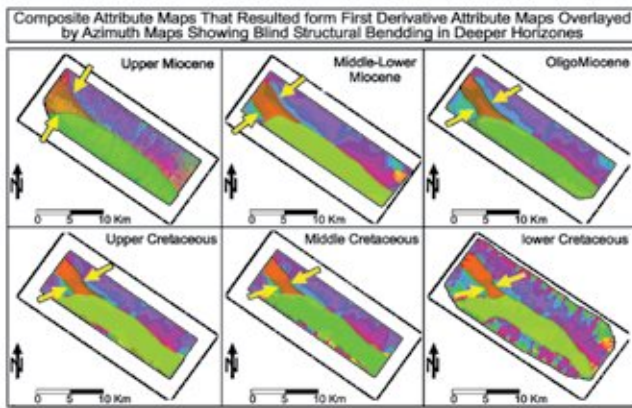 Composite Attribute Maps That Resulted form First Derivative Attribute Maps Overlayed
by Azimuth Maps Showing Blind Structural Bendding in Deeper Horizones
Upper Miocene
Middle-Lower
Miocene
OligoMiocene
N
0 5 10 Km
N
0 5 10 Km
N
0 5 10 Km
Upper Cretaceous
Middle Cretaceous
lower Cretaceous
N
0 5 10 Km
N
0 5 10 Km
N
0 5 10 Km